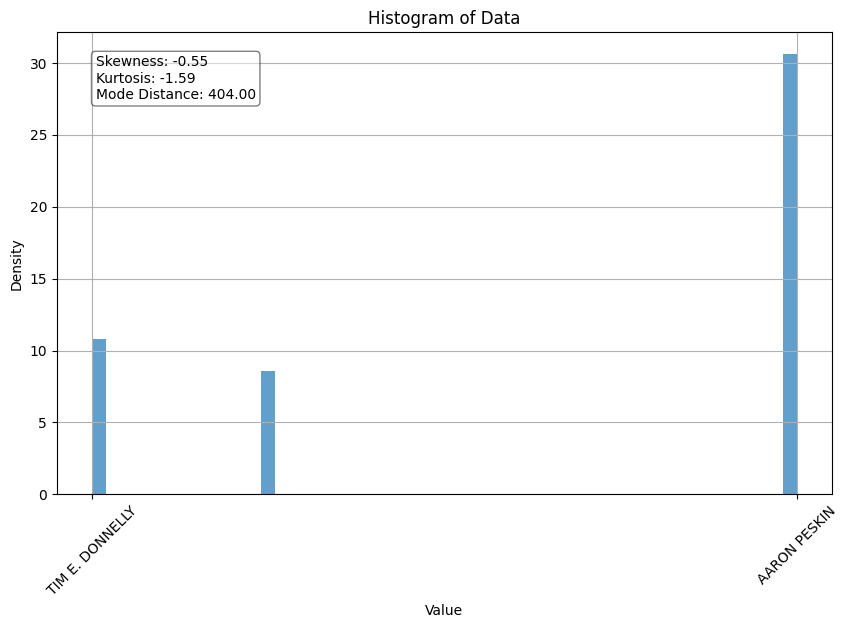 Histogram of Data
Skewness: -0.55
Kurtosis: -1.59
Mode Distance: 404.00
Density
30
25
20
15
10
5
0
TIM E. DONNELLY
AARON PESKIN
Value